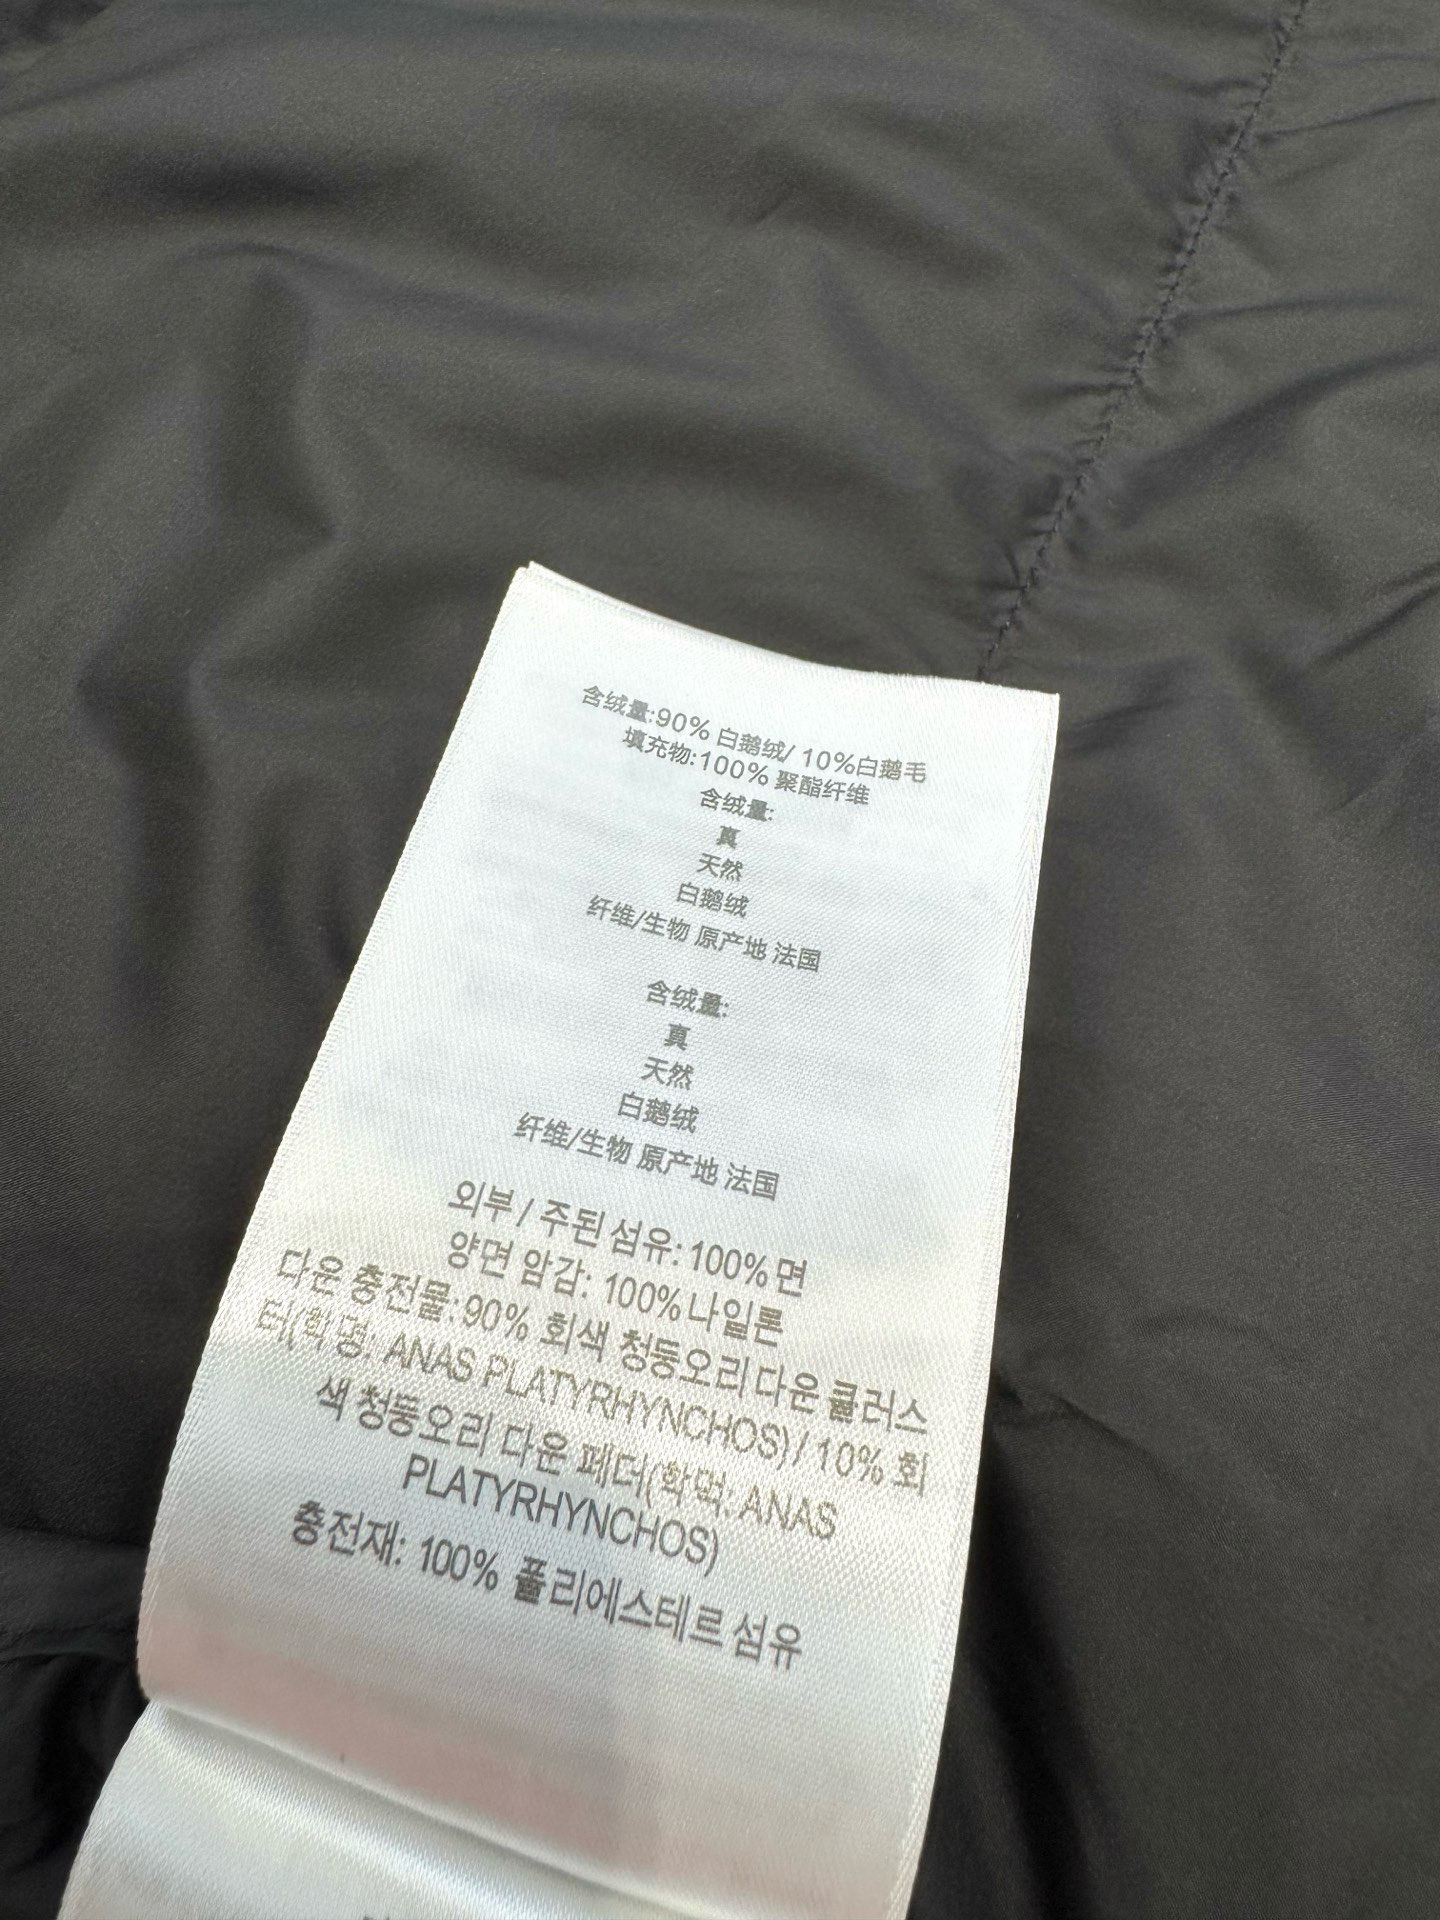 含绒量:90% 白鹅绒/ 10%白鹅毛
填充物:100% 聚酯纤维
含绒量:
真
天然
白鹅绒
纤维/生物 原产地 法国
含绒量:
真
天然
白鹅绒
纤维/生物 原产地 法国
외부 / 주된 섬유: 100% 면
양면 암감: 100% 나일론
다운 충전물: 90% 회색 청둥오리 다운 클러스
터(학명: ANAS PLATYRHYNCHOS) / 10% 회
색 청둥오리 다운 페더(학먹: ANAS
PLATYRHYNCHOS)
충전재: 100% 폴리에스테르 섬유